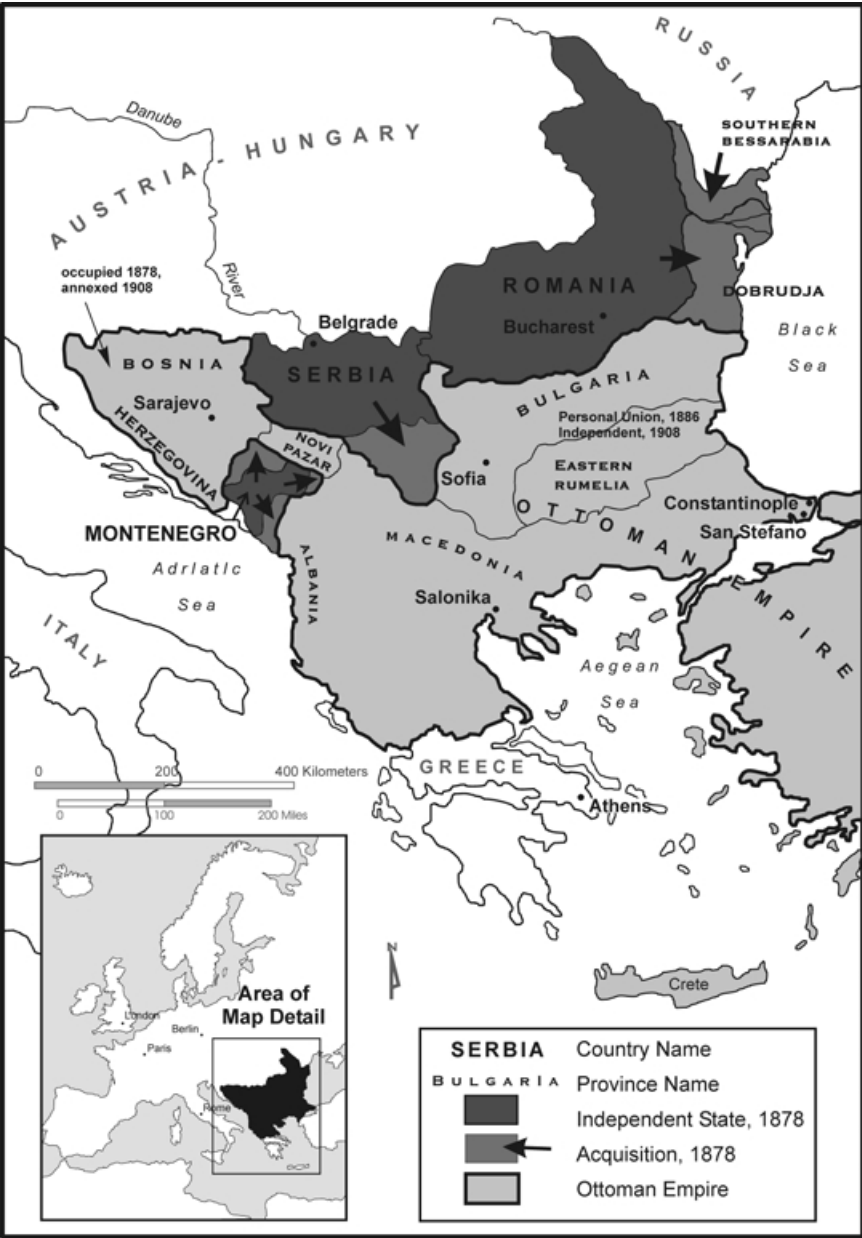 RUSSIA
Danube
SOUTHERN
BESSARABIA
AUSTRIA - HUNGARY
occupied 1878,
annexed 1908
River
ROMANIA
DOBRUDJA
Belgrade
Bucharest
Black
Sea
BOSNIA
SERBIA
BULGARIA
Sarajevo
HERZEGOVINA
NOVI
PAZAR
Personal Union, 1886
Independent, 1908
Sofia
EASTERN
RUMELIA
Constantinople
San Stefano
OTTOMAN EMPIRE
MONTENEGRO
MACEDONIA
Adriatic
Sea
ALBANIA
Salonika
ITALY
Aegean
Sea
0 200 400 Kilometers
GREECE
0 100 200 Miles
Athens
N
Crete
Area of
Map Detail
London
Berlin
Paris
Rome
SERBIA Country Name
BULGARIA Province Name
Independent State, 1878
Acquisition, 1878
Ottoman Empire